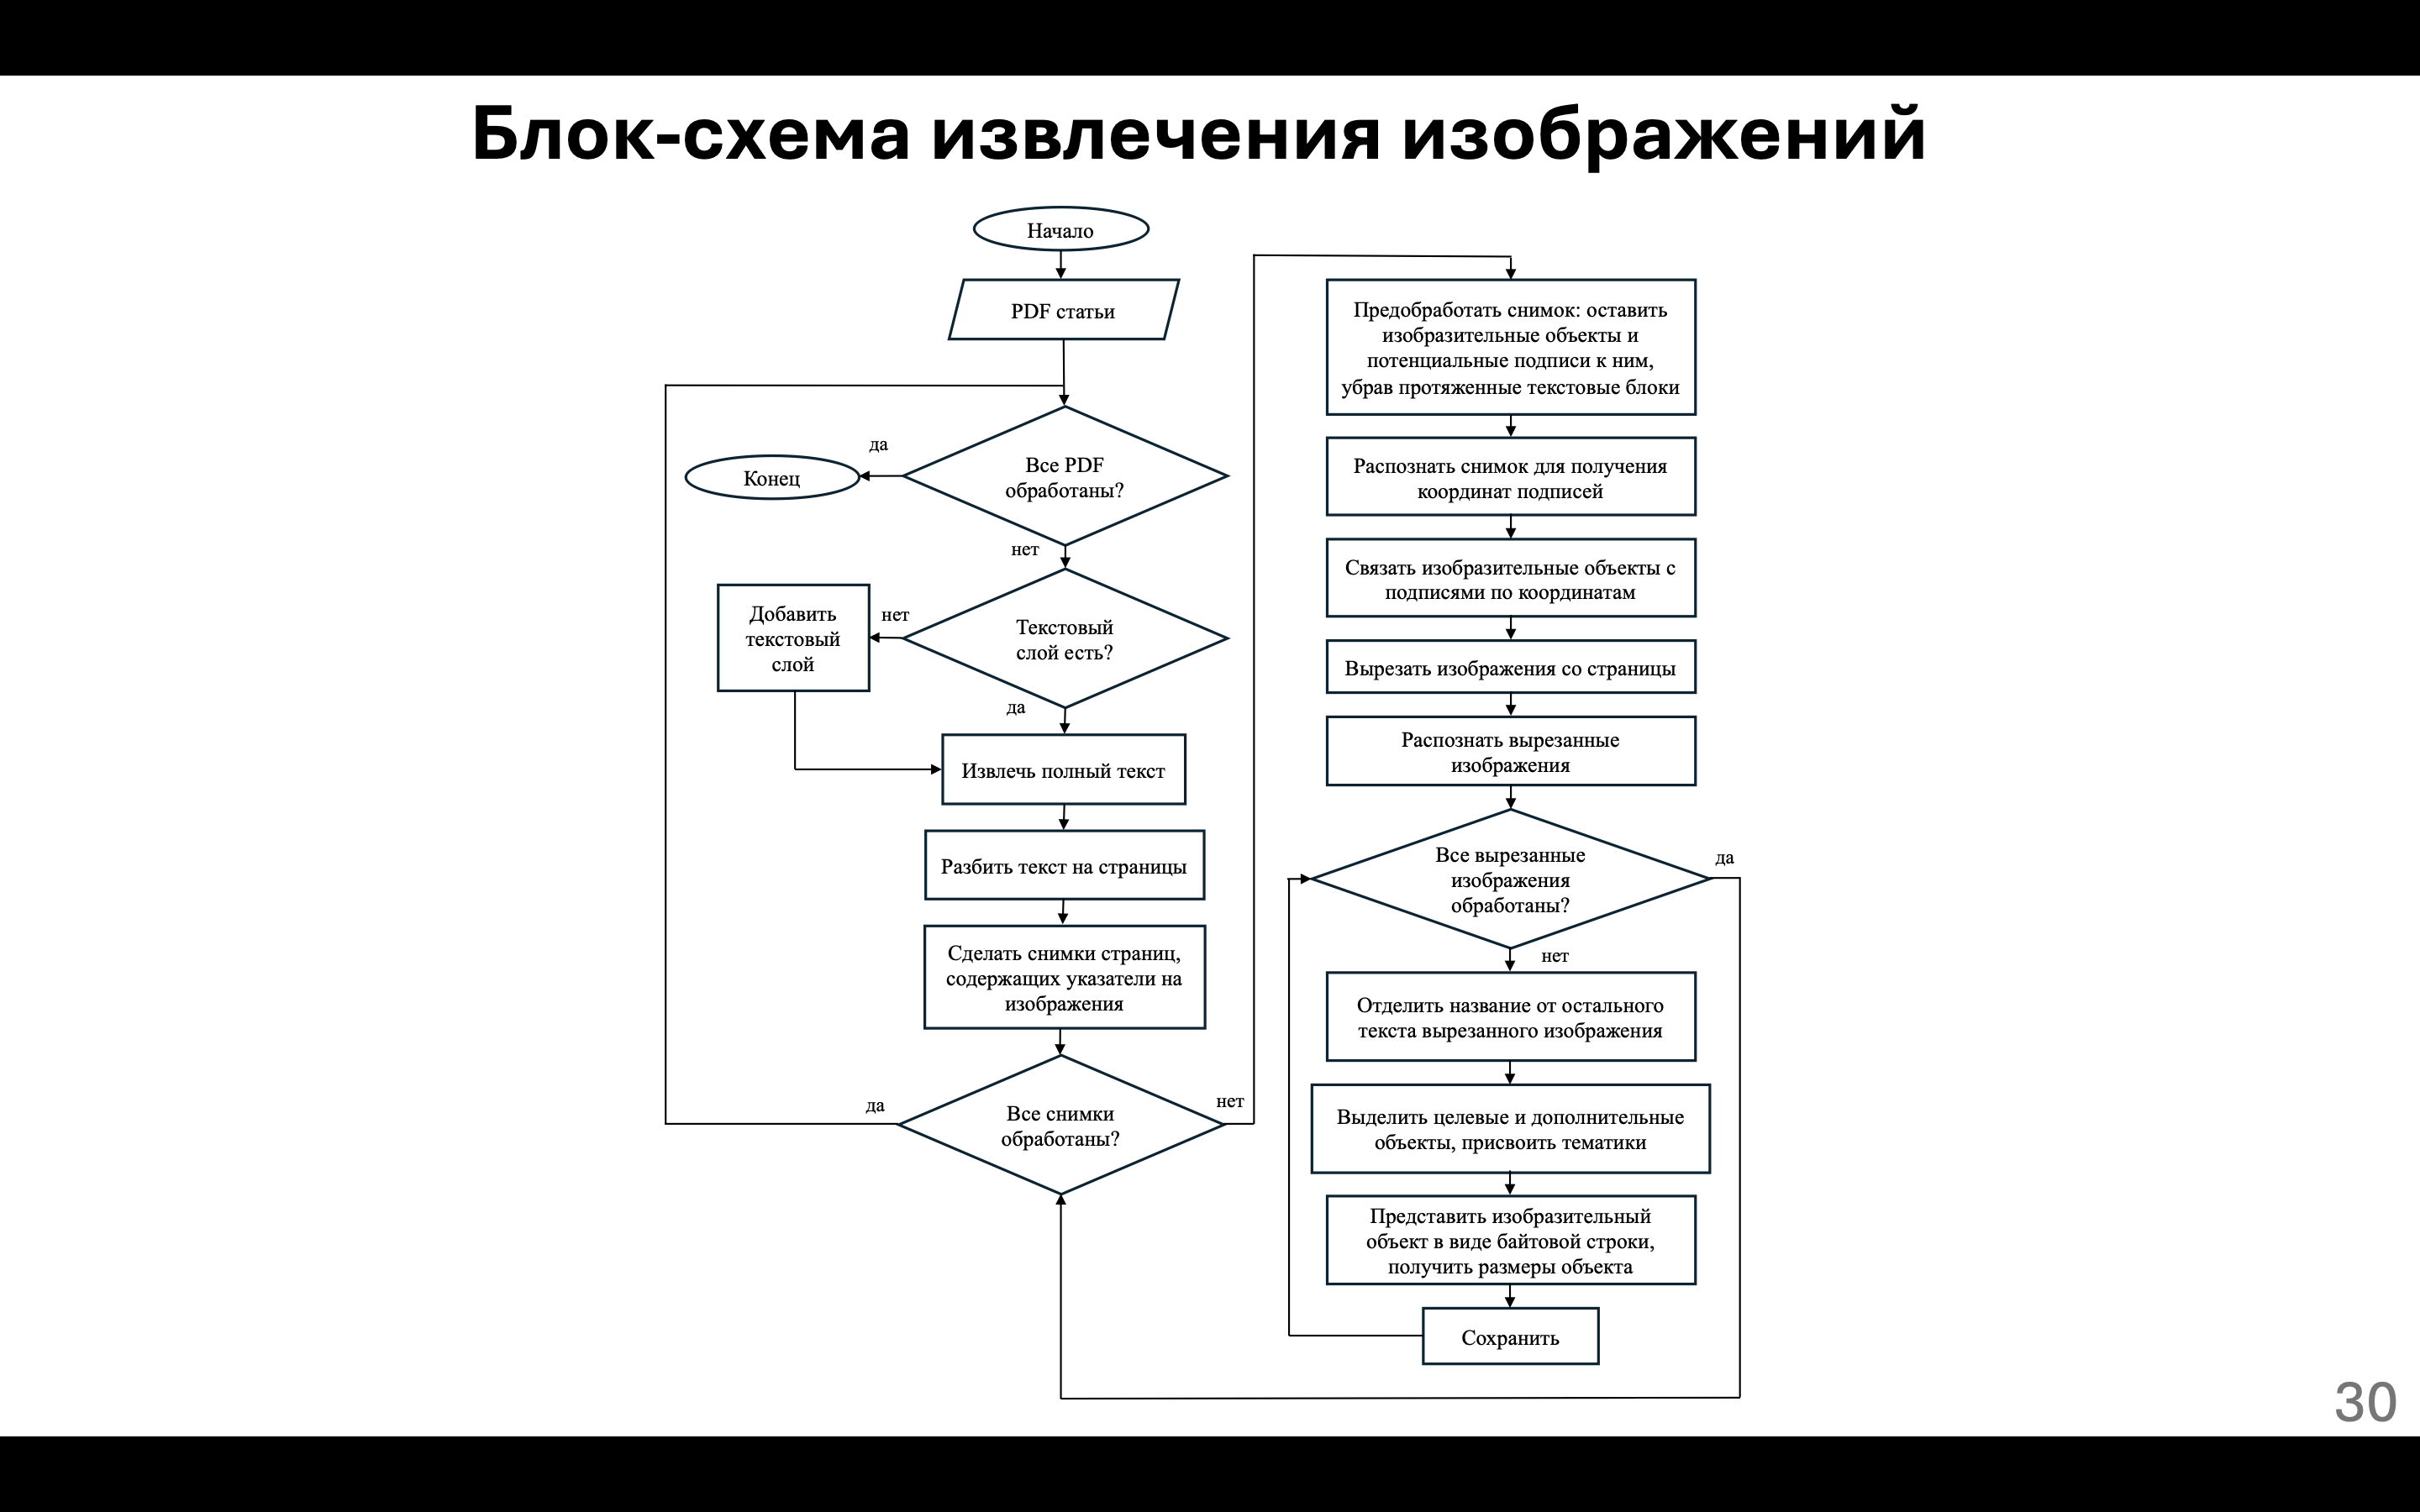 Блок-схема извлечения изображений
Начало
PDF статьи
да
Все PDF
обработаны?
Конец
нет
Добавить
текстовый
слой
нет
Текстовый
слой есть?
да
Извлечь полный текст
Разбить текст на страницы
Сделать снимки страниц,
содержащих указатели на
изображения
да
Все снимки
обработаны?
нет
Предобработать снимок: оставить
изобразительные объекты и
потенциальные подписи к ним,
убрав протяженные текстовые блоки
Распознать снимок для получения
координат подписей
Связать изобразительные объекты с
подписями по координатам
Вырезать изображения со страницы
Распознать вырезанные
изображения
Все вырезанные
изображения
обработаны?
да
нет
Отделить название от остального
текста вырезанного изображения
Выделить целевые и дополнительные
объекты, присвоить тематики
Представить изобразительный
объект в виде байтовой строки,
получить размеры объекта
Сохранить
30